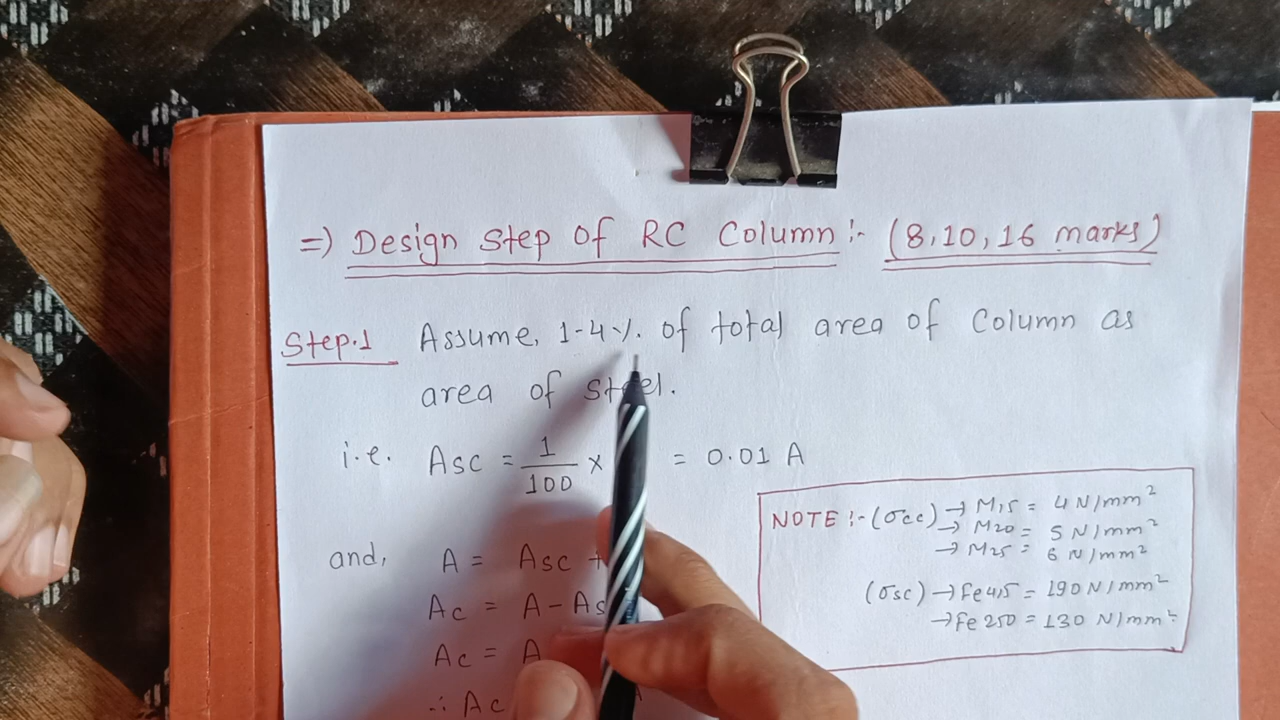 =) Design Step of RC Column :- (8,10,16 marks)
Step.1 Assume, 1-4 %. of total area of Column as
area of Steel.
i.e. Asc = 1/100 × = 0.01 A
NOTE :- (σcc) → M15 = 4 N/mm²
→ M20 = 5 N/mm²
→ M25 = 6 N/mm²
(σsc) → Fe415 = 190 N/mm²
→ Fe 250 = 130 N/mm²
and, A = Asc +
Ac = A - As
Ac = A
∴ Ac